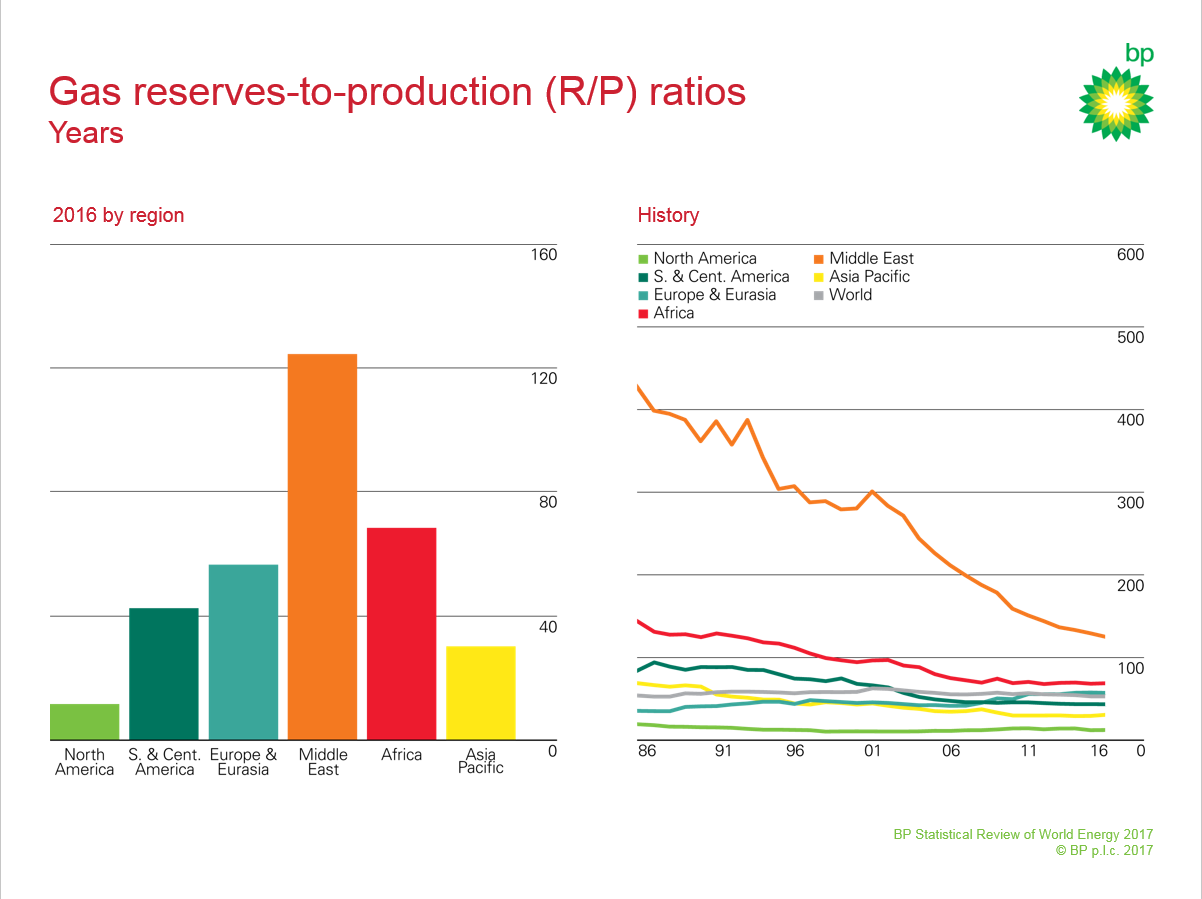 bp
Gas reserves-to-production (R/P) ratios
Years
2016 by region
160
120
80
40
0
North
America
S. & Cent.
America
Europe &
Eurasia
Middle
East
Africa
Asia
Pacific
History
North America
S. & Cent. America
Europe & Eurasia
Africa
Middle East
Asia Pacific
World
600
500
400
300
200
100
0
86
91
96
01
06
11
16
BP Statistical Review of World Energy 2017
© BP p.l.c. 2017